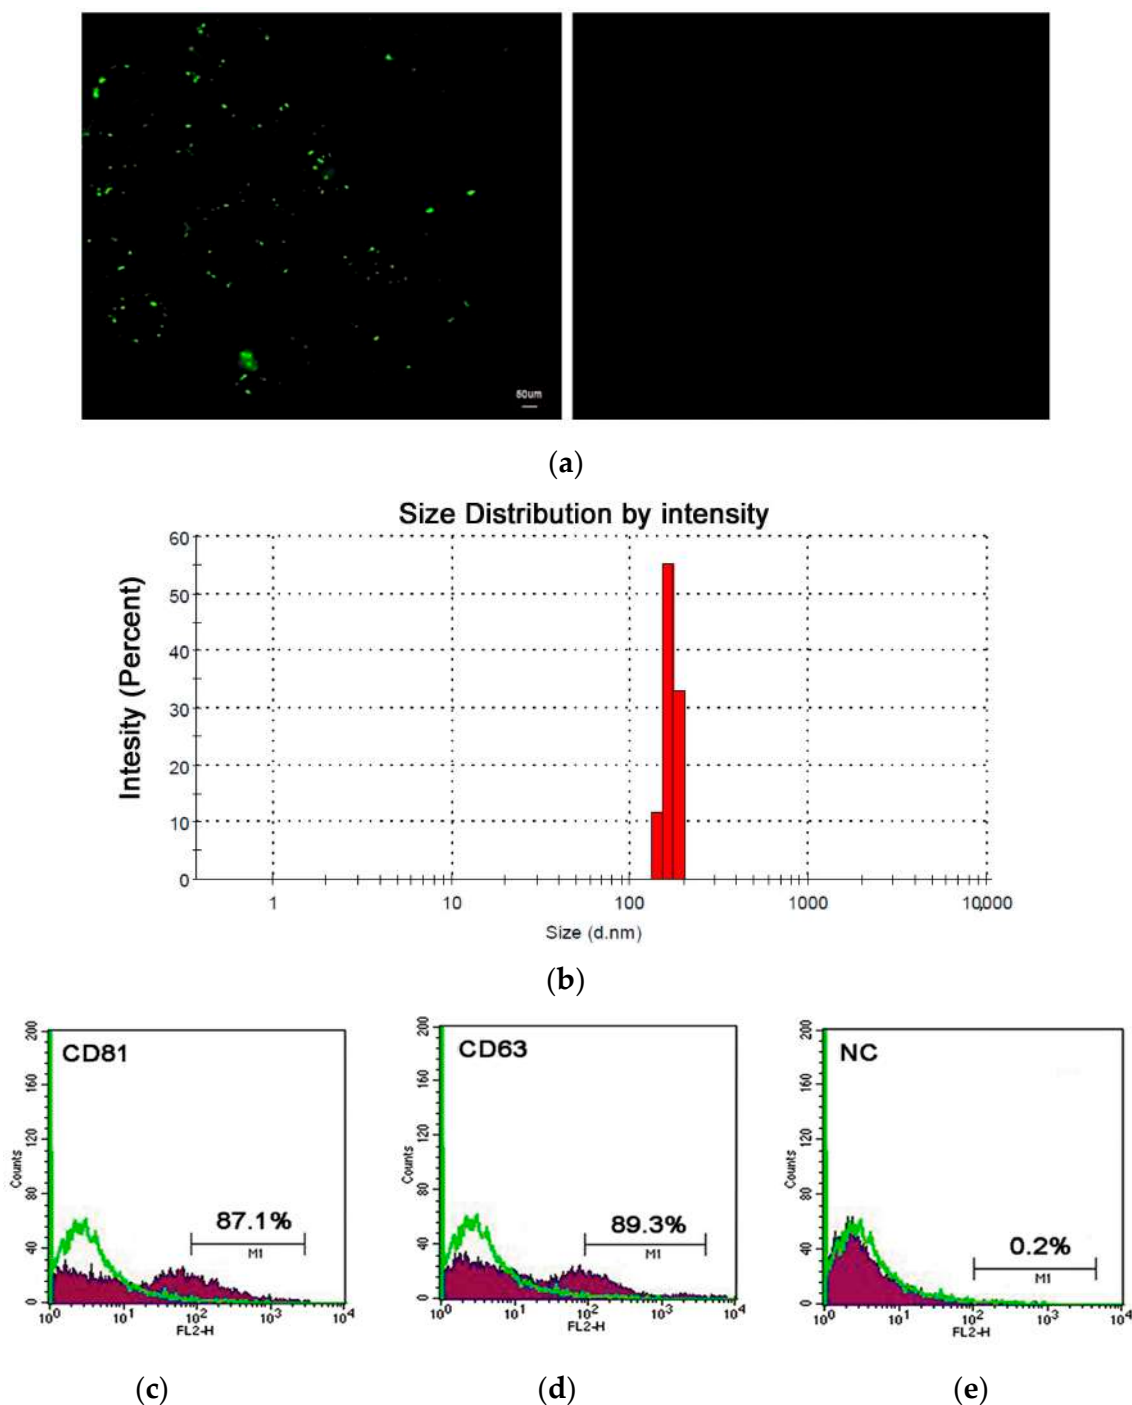 50um
(a)
Size Distribution by intensity
Intesity (Percent)
60
50
40
30
20
10
0
1 10 100 1000 10,000
Size (d.nm)
(b)
CD81
Counts
200
160
120
80
40
0
87.1%
M1
10⁰ 10¹ 10² 10³ 10⁴
FL2-H
CD63
Counts
200
160
120
80
40
0
89.3%
M1
10⁰ 10¹ 10² 10³ 10⁴
FL2-H
NC
Counts
200
160
120
80
40
0
0.2%
M1
10⁰ 10¹ 10² 10³ 10⁴
FL2-H
(c) (d) (e)